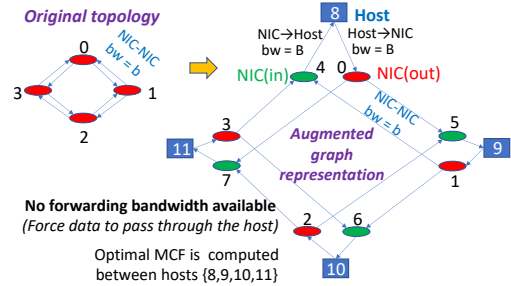 Original topology
0
NIC-NIC
bw = b
3
1
2
8
Host
NIC→Host
bw = B
Host→NIC
bw = B
NIC(in)
4
0
NIC(out)
NIC-NIC
bw = b
3
5
11
9
Augmented
graph
representation
7
1
No forwarding bandwidth available
2
6
(Force data to pass through the host)
Optimal MCF is computed
between hosts {8,9,10,11}
10